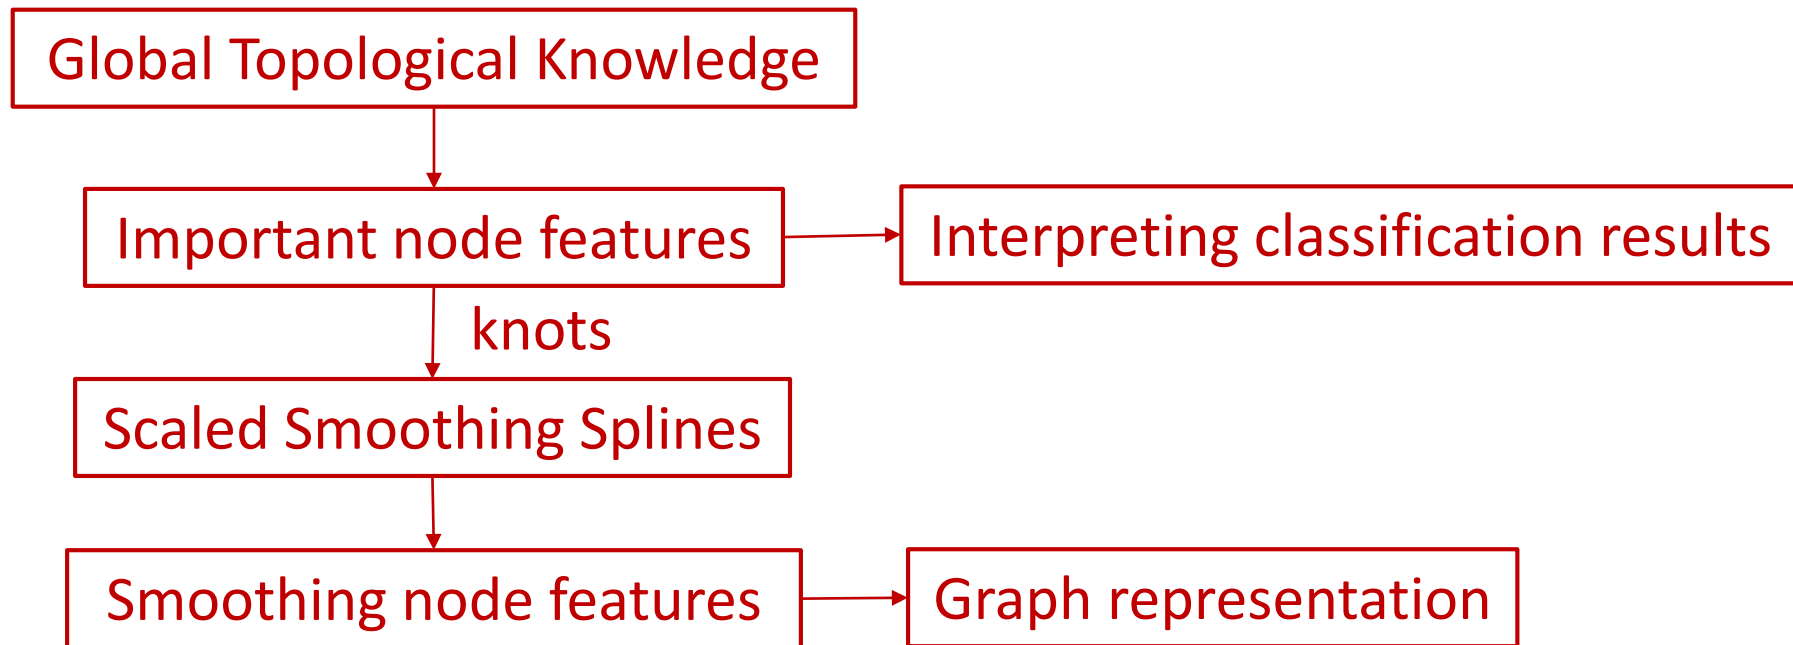 Global Topological Knowledge
Important node features
Interpreting classification results
knots
Scaled Smoothing Splines
Smoothing node features
Graph representation